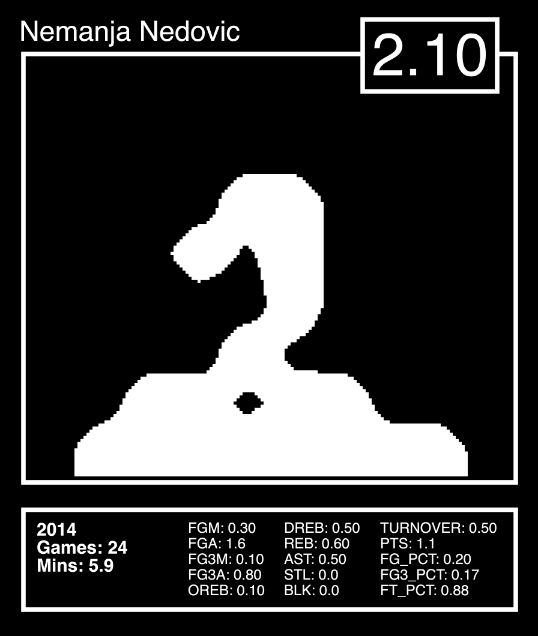 Nemanja Nedovic
2.10
2014
Games: 24
Mins: 5.9
FGM: 0.30
FGA: 1.6
FG3M: 0.10
FG3A: 0.80
OREB: 0.10
DREB: 0.50
REB: 0.60
AST: 0.50
STL: 0.0
BLK: 0.0
TURNOVER: 0.50
PTS: 1.1
FG_PCT: 0.20
FG3_PCT: 0.17
FT_PCT: 0.88